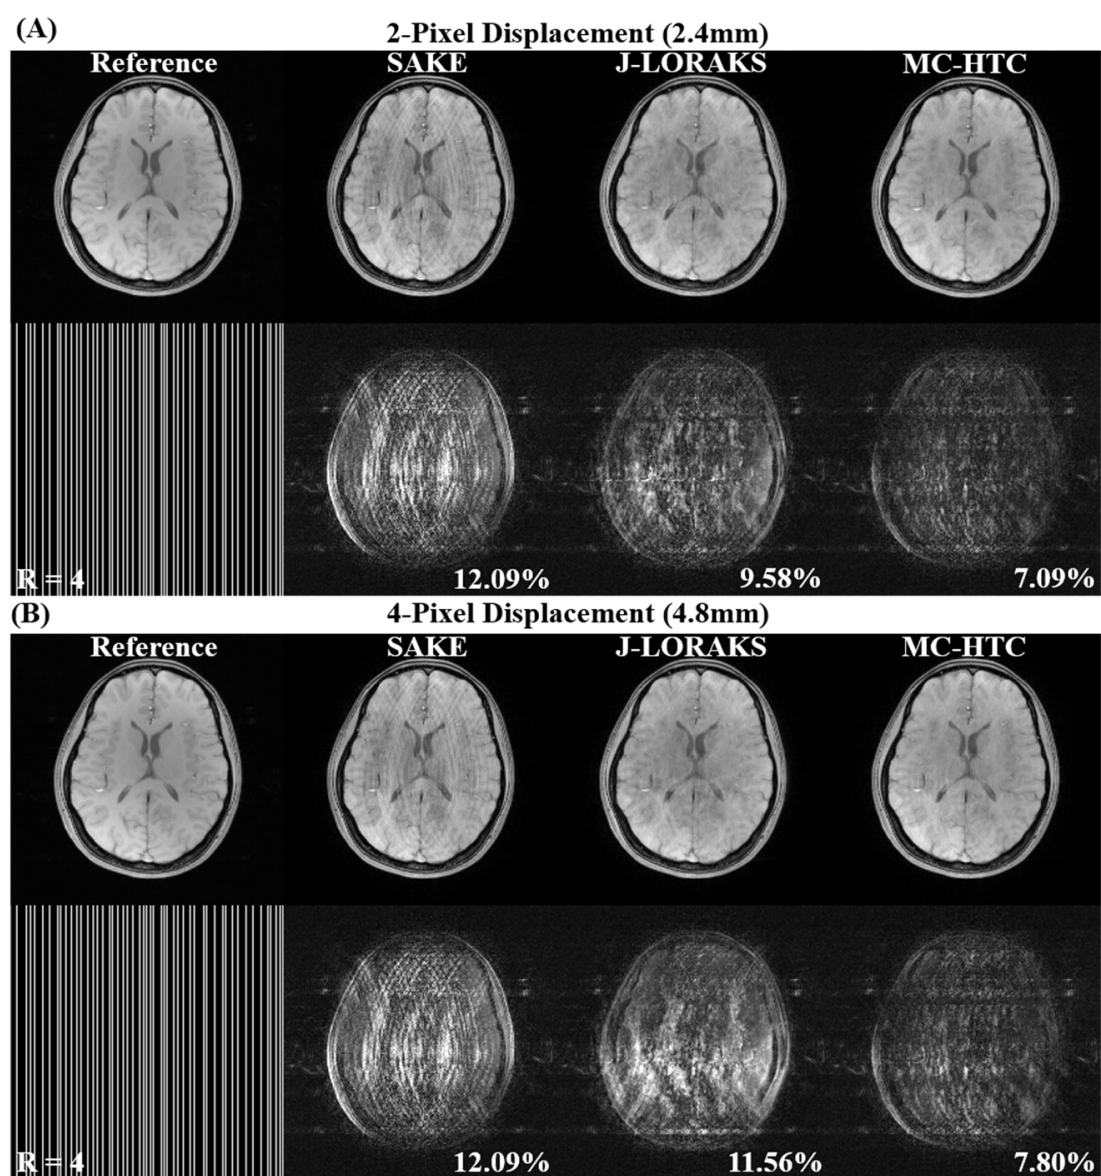 (A)
2-Pixel Displacement (2.4mm)
Reference SAKE J-LORAKS MC-HTC
R = 4 12.09% 9.58% 7.09%
(B)
4-Pixel Displacement (4.8mm)
Reference SAKE J-LORAKS MC-HTC
R = 4 12.09% 11.56% 7.80%